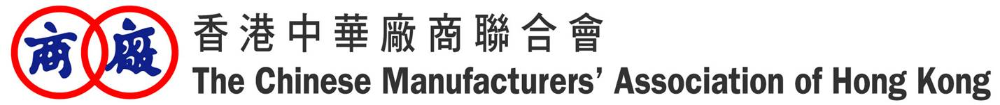 商廠
香港中華廠商聯合會
The Chinese Manufacturers’ Association of Hong Kong